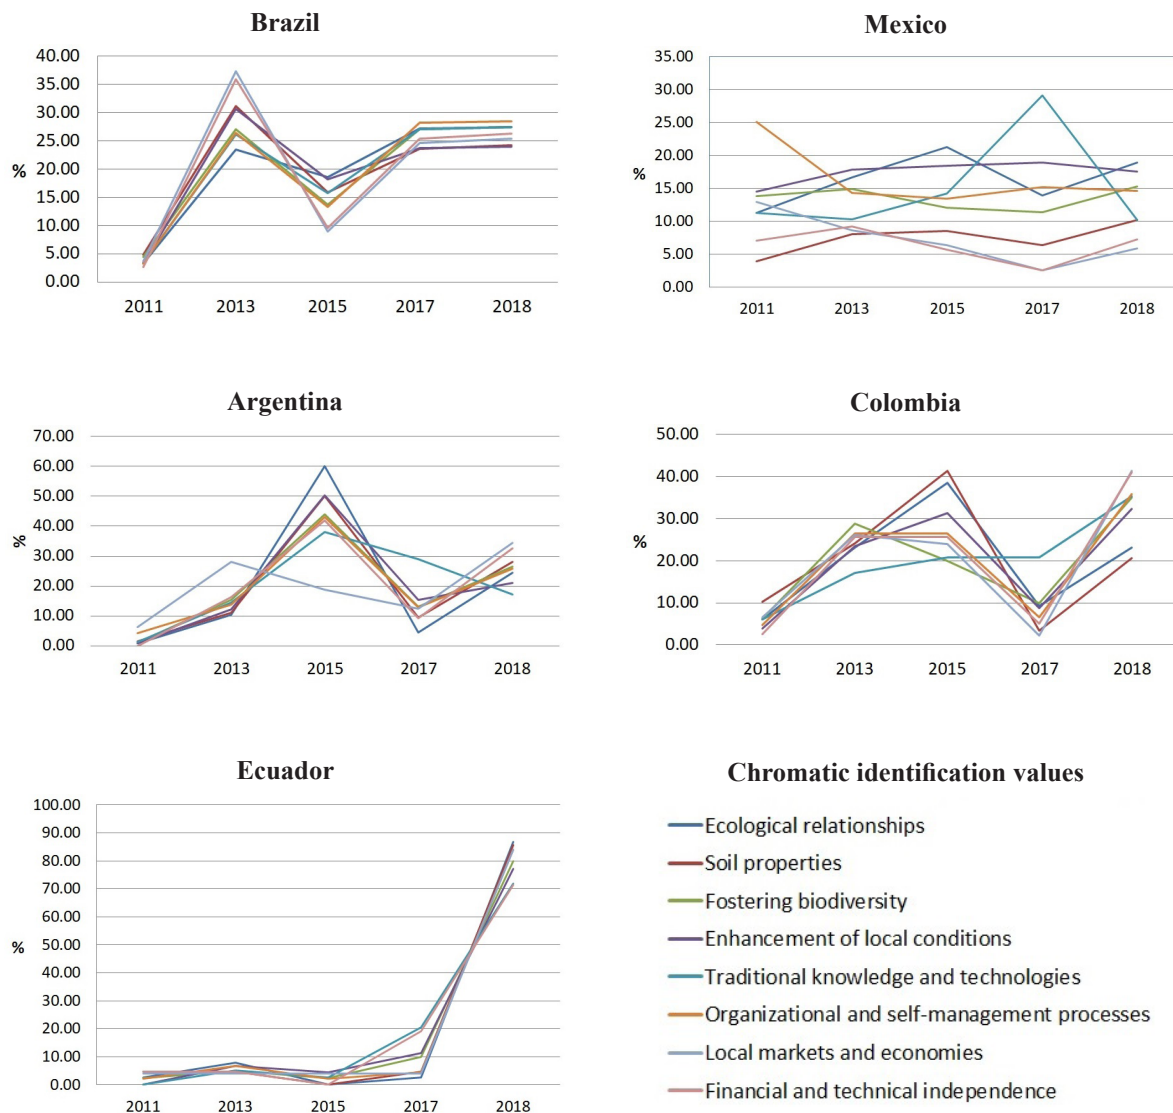 Brazil
40.00
35.00
30.00
25.00
20.00
15.00
10.00
5.00
0.00
%
2011 2013 2015 2017 2018
Mexico
35.00
30.00
25.00
20.00
15.00
10.00
5.00
0.00
%
2011 2013 2015 2017 2018
Argentina
70.00
60.00
50.00
40.00
30.00
20.00
10.00
0.00
%
2011 2013 2015 2017 2018
Colombia
50.00
40.00
30.00
20.00
10.00
0.00
%
2011 2013 2015 2017 2018
Ecuador
100.00
90.00
80.00
70.00
60.00
50.00
40.00
30.00
20.00
10.00
0.00
%
2011 2013 2015 2017 2018
Chromatic identification values
Ecological relationships
Soil properties
Fostering biodiversity
Enhancement of local conditions
Traditional knowledge and technologies
Organizational and self-management processes
Local markets and economies
Financial and technical independence